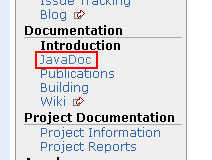 Issue Tracking
Blog
Documentation
Introduction
JavaDoc
Publications
Building
Wiki
Project Documentation
Project Information
Project Reports